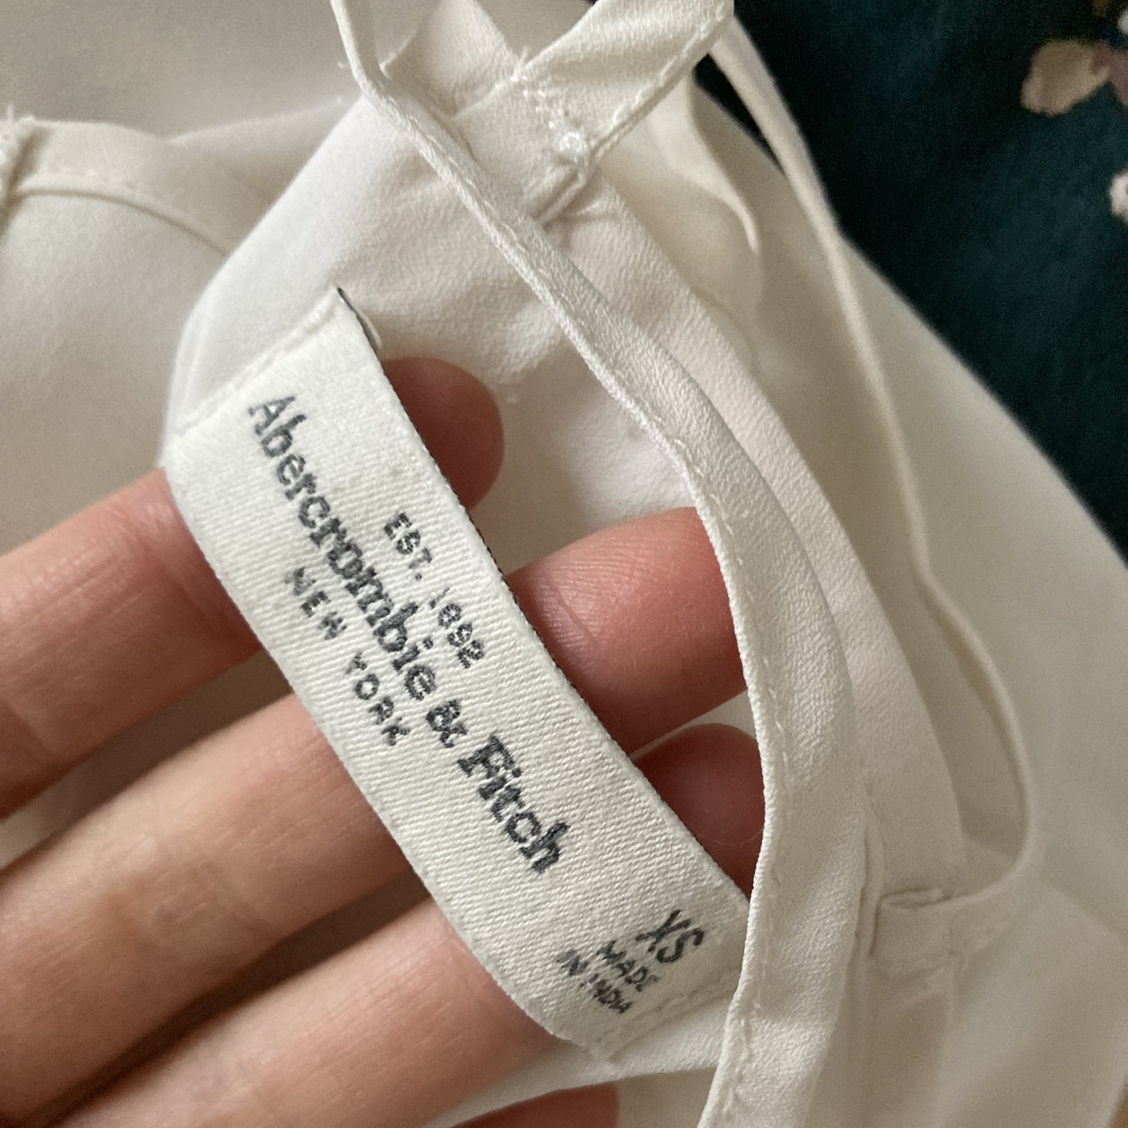 EST. 1892
Abercrombie & Fitch
NEW YORK
XS
MADE
IN INDIA